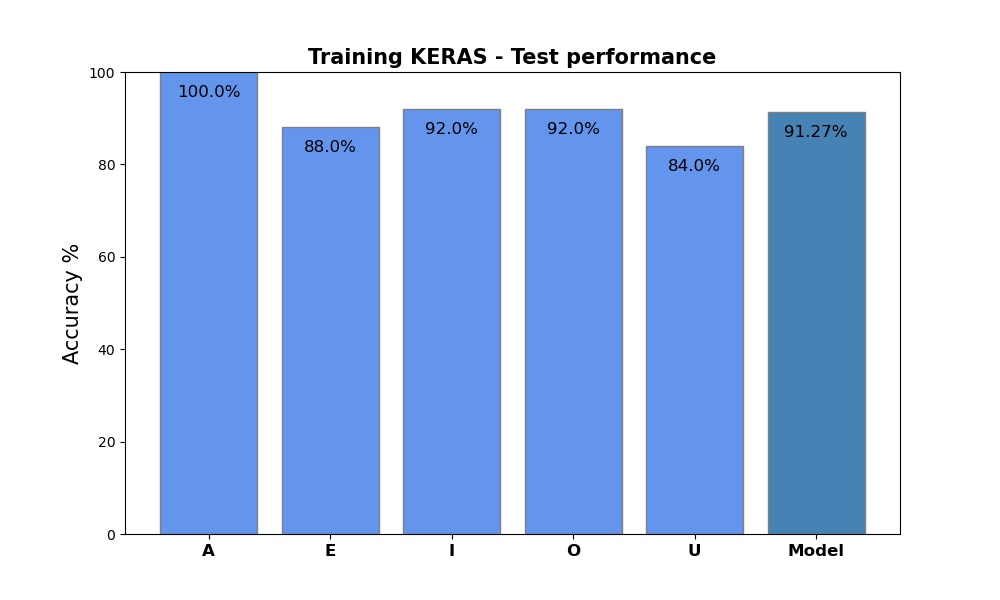 Training KERAS - Test performance
100
80
60
40
20
0
Accuracy %
100.0%
88.0%
92.0%
92.0%
84.0%
91.27%
A
E
I
O
U
Model